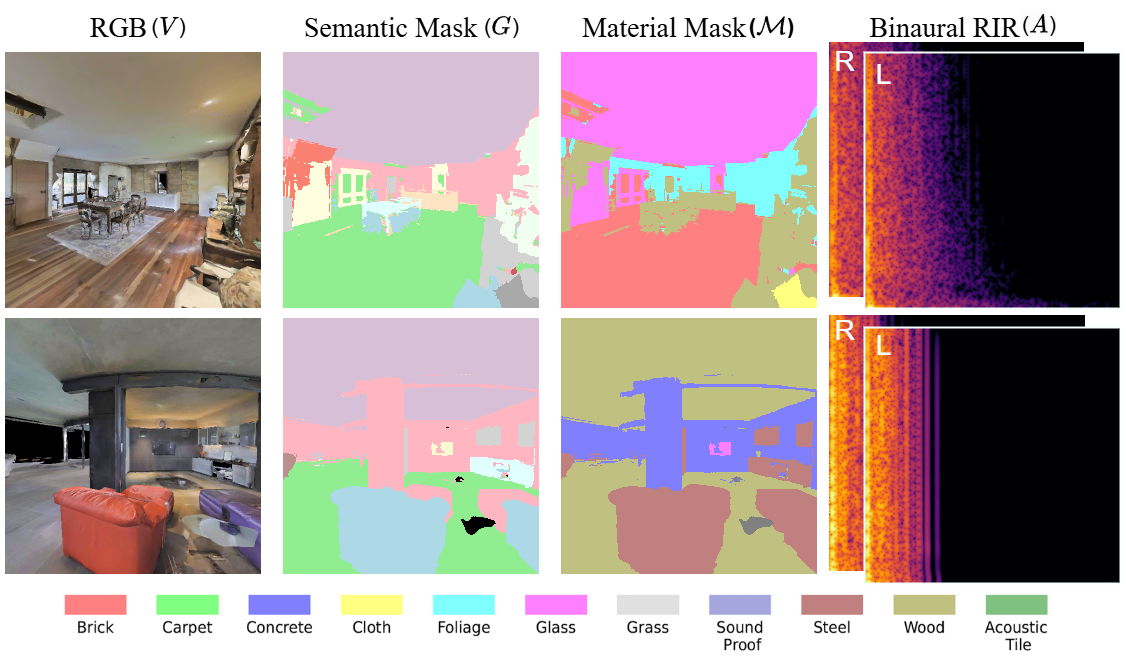 RGB (V)
Semantic Mask (G)
Material Mask(ℳ)
Binaural RIR(A)
R
L
R
L
Brick
Carpet
Concrete
Cloth
Foliage
Glass
Grass
Sound
Proof
Steel
Wood
Acoustic
Tile